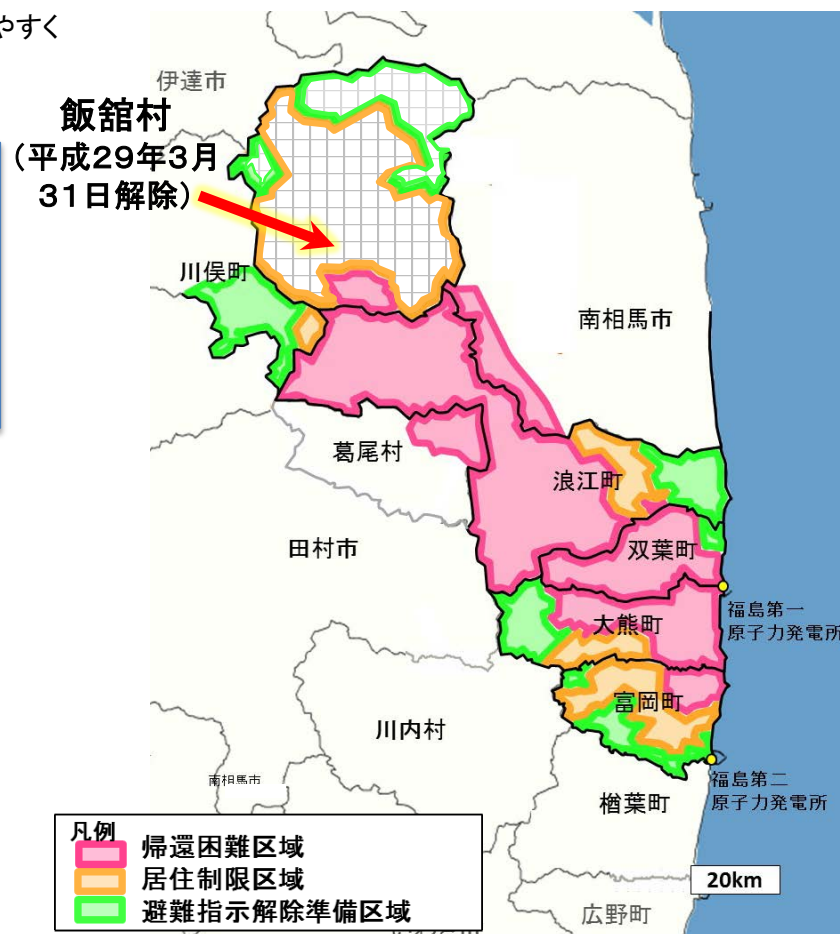 やすく
伊達市
飯舘村
（平成２９年３月
３１日解除）
川俣町
南相馬市
葛尾村
浪江町
田村市
双葉町
福島第一
原子力発電所
大熊町
富岡町
川内村
南相馬市
福島第二
原子力発電所
楢葉町
凡例
帰還困難区域
居住制限区域
避難指示解除準備区域
20km
広野町